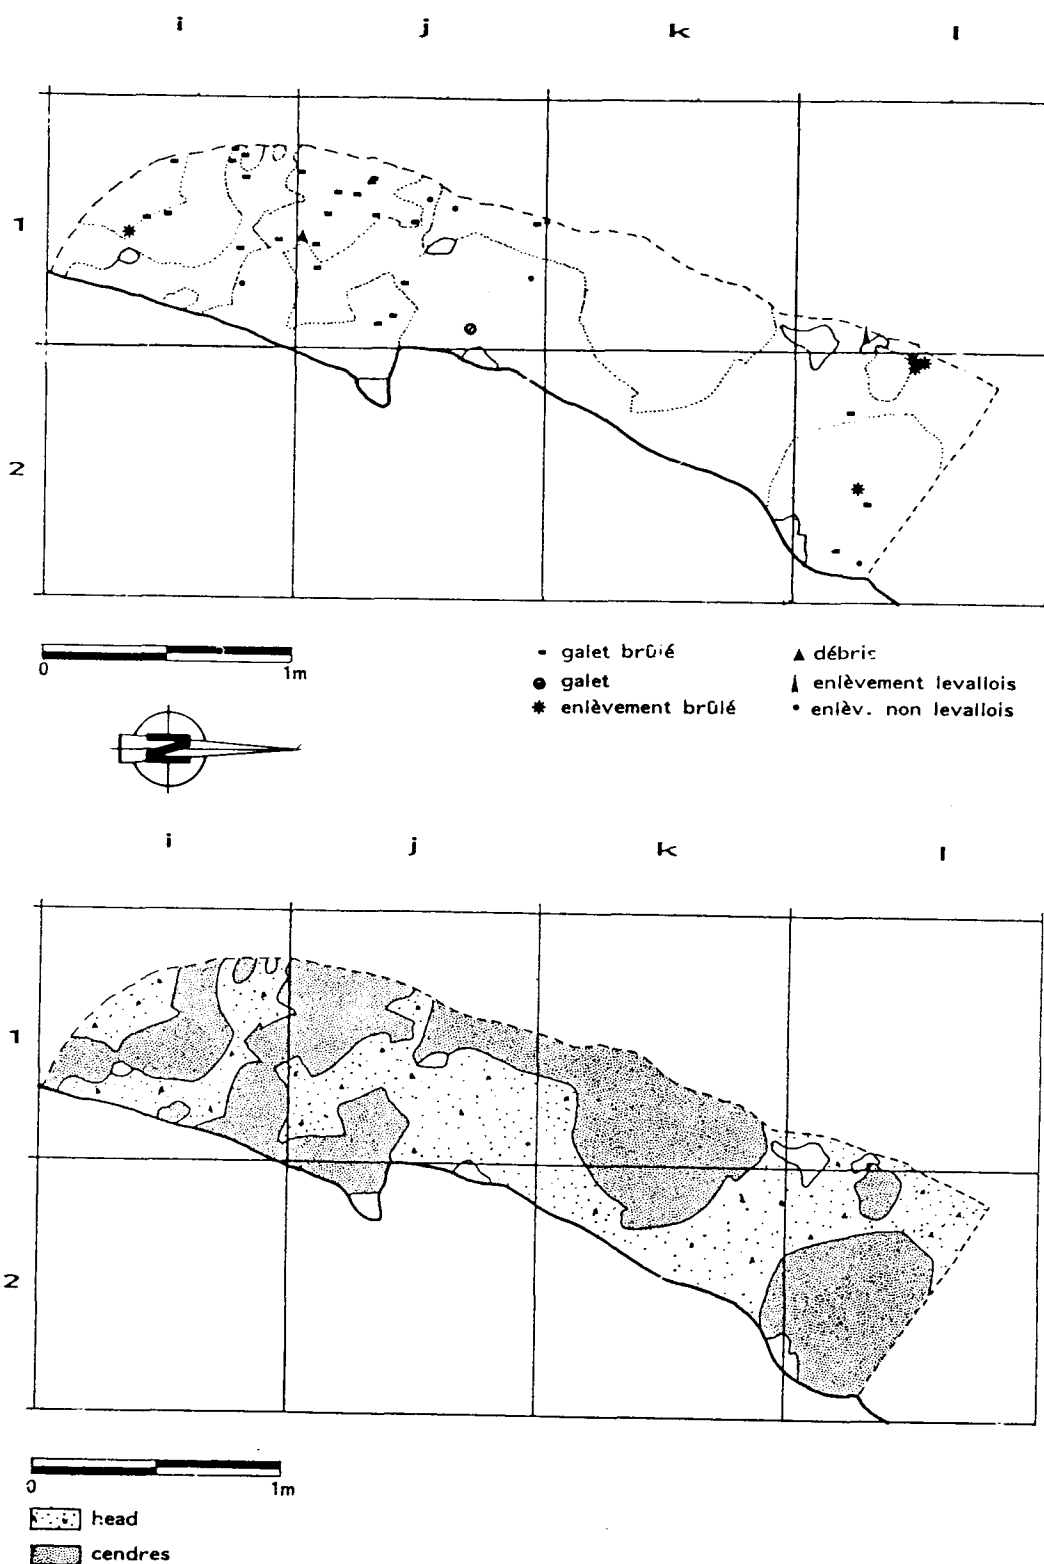 i j k l
1
2
0 1m
- galet brûlé
galet
enlèvement brûlé
débris
enlèvement levallois
enlèv. non levallois
N
i j k l
1
2
0 1m
head
cendres